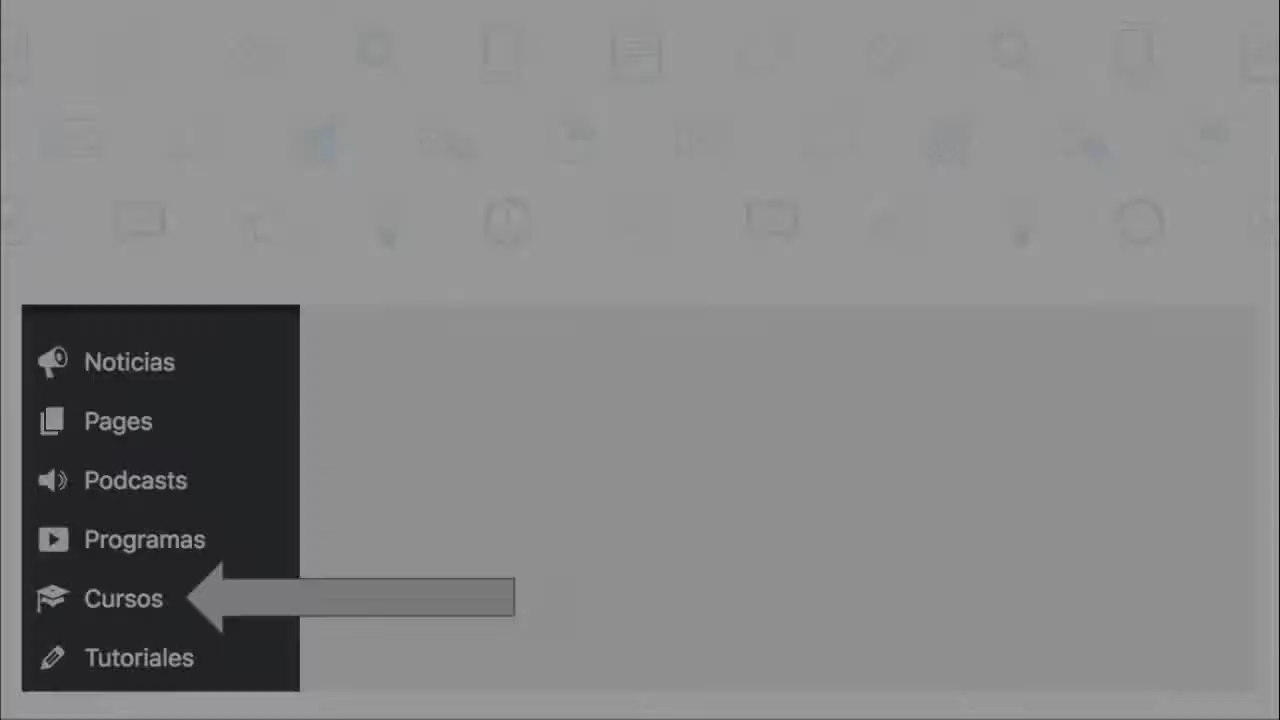 Noticias
Pages
Podcasts
Programas
Cursos
Tutoriales